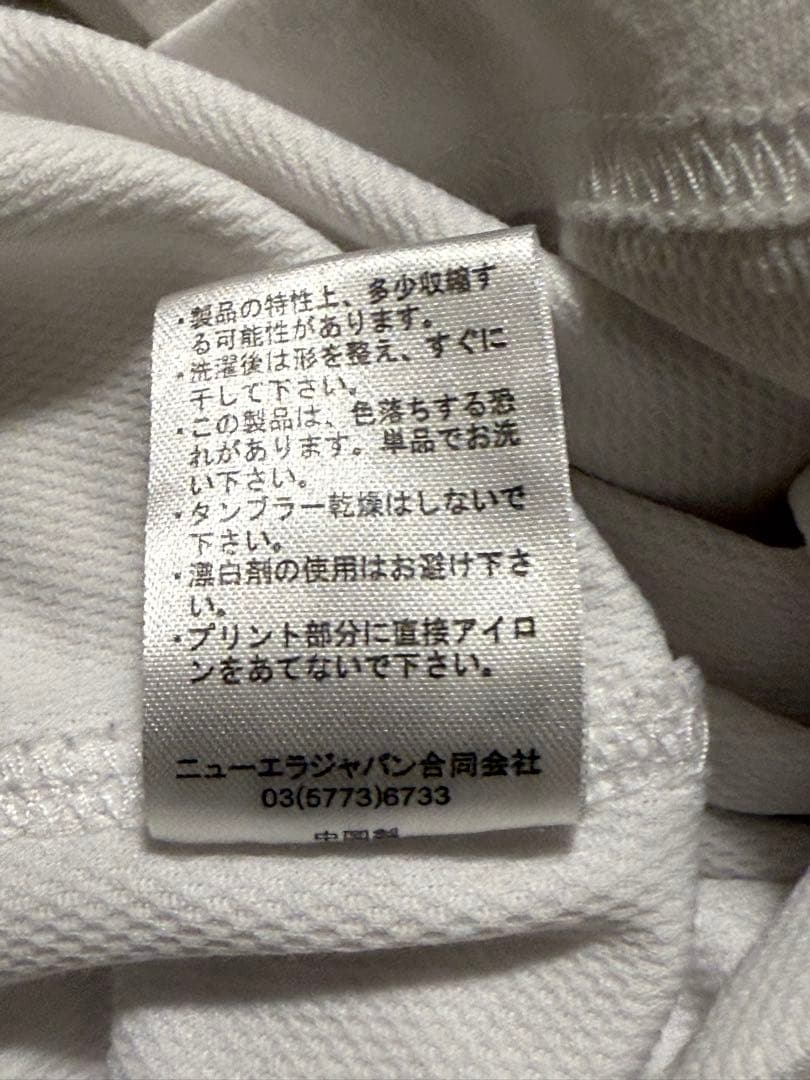 ・製品の特性上、多少収縮す
る可能性があります。
・洗濯後は形を整え、すぐに
干して下さい。
・この製品は、色落ちする恐
れがあります。単品でお洗
い下さい。
・タンブラー乾燥はしないで
下さい。
・漂白剤の使用はお避け下さ
い。
・プリント部分に直接アイロ
ンをあてないで下さい。
ニューエラジャパン合同会社
03(5773)6733